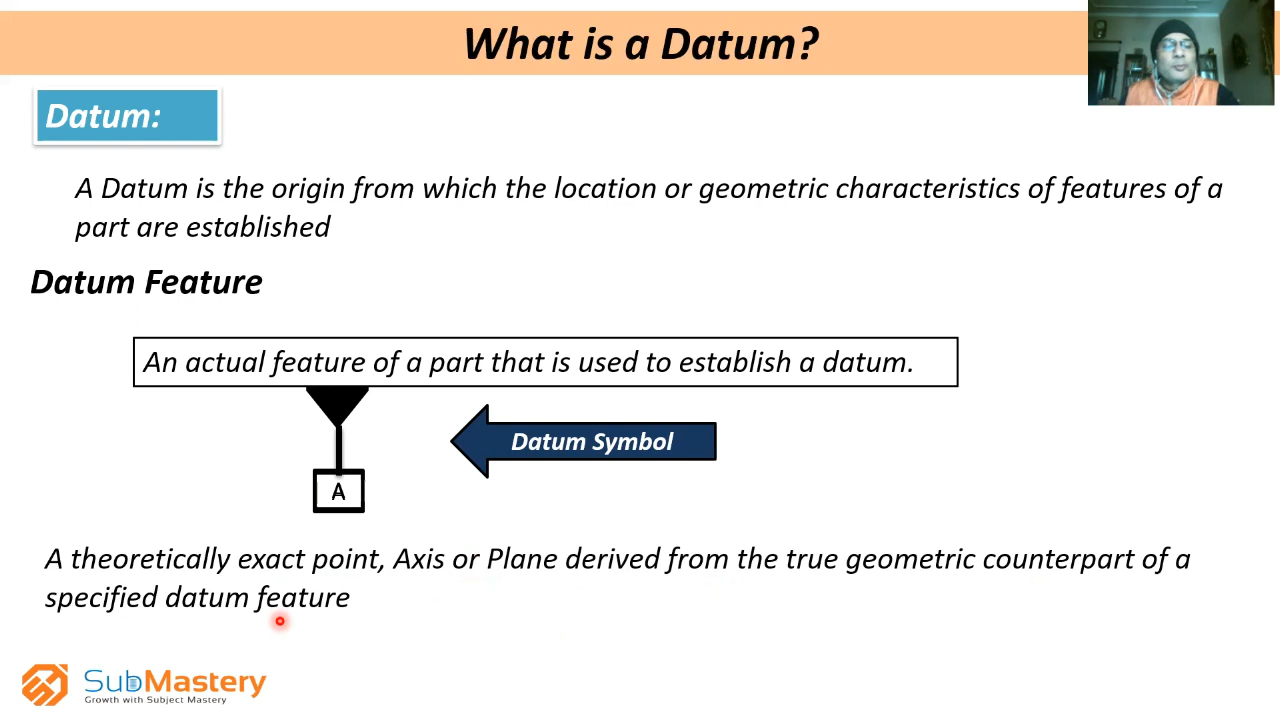 What is a Datum?
Datum:
A Datum is the origin from which the location or geometric characteristics of features of a
part are established
Datum Feature
An actual feature of a part that is used to establish a datum.
Datum Symbol
A
A theoretically exact point, Axis or Plane derived from the true geometric counterpart of a
specified datum feature
SubMastery
Growth with Subject Mastery